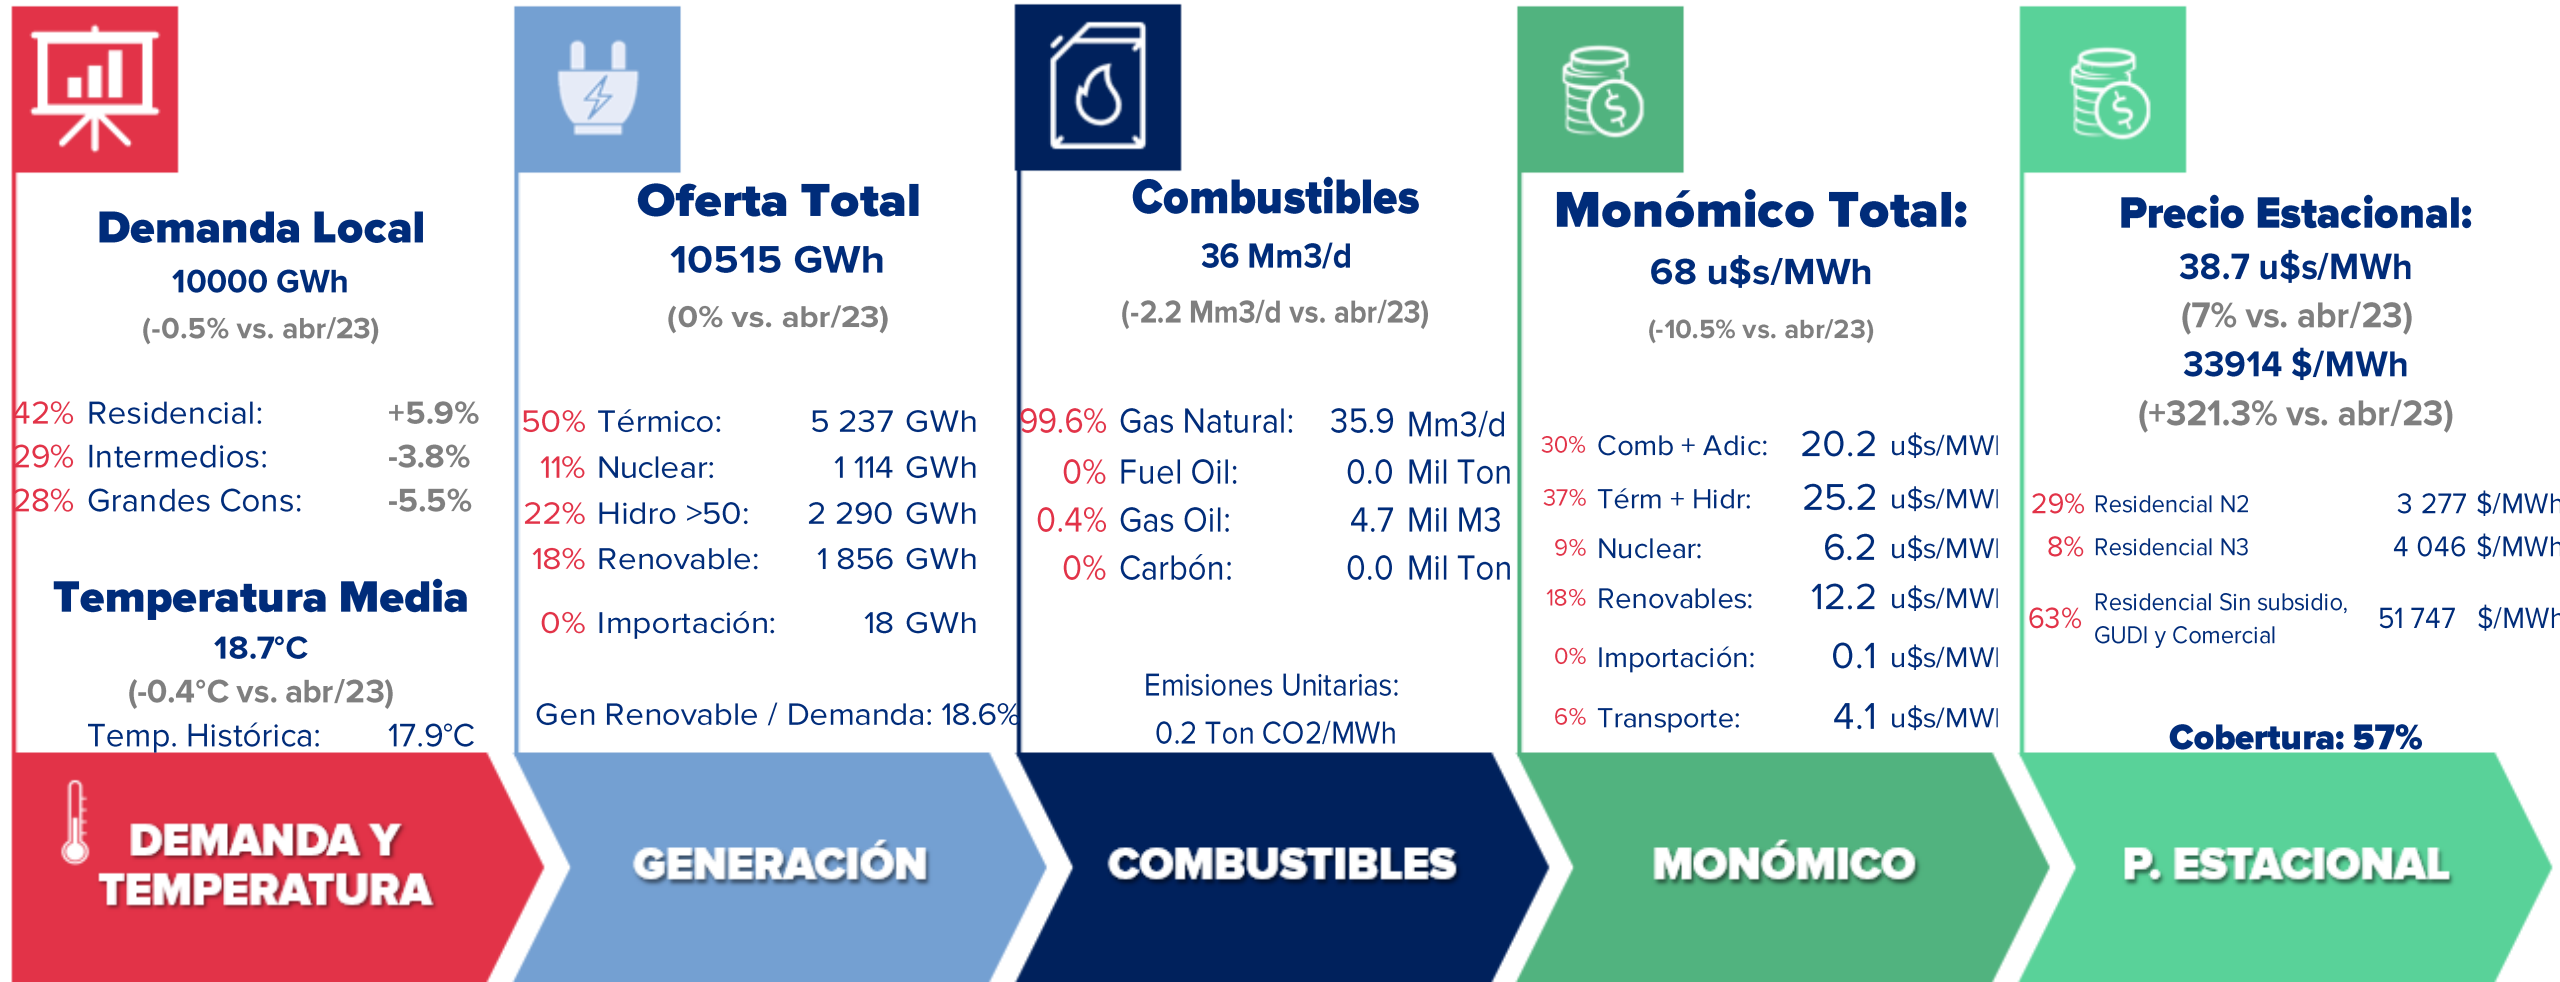 Demanda Local
10000 GWh
(-0.5% vs. abr/23)
42% Residencial: +5.9%
29% Intermedios: -3.8%
28% Grandes Cons: -5.5%
Temperatura Media
18.7°C
(-0.4°C vs. abr/23)
Temp. Histórica: 17.9°C
DEMANDA Y
TEMPERATURA
Oferta Total
10515 GWh
(0% vs. abr/23)
50% Térmico: 5 237 GWh
11% Nuclear: 1 114 GWh
22% Hidro >50: 2 290 GWh
18% Renovable: 1 856 GWh
0% Importación: 18 GWh
Gen Renovable / Demanda: 18.6%
GENERACIÓN
Combustibles
36 Mm3/d
(-2.2 Mm3/d vs. abr/23)
99.6% Gas Natural: 35.9 Mm3/d
0% Fuel Oil: 0.0 Mil Ton
0.4% Gas Oil: 4.7 Mil M3
0% Carbón: 0.0 Mil Ton
Emisiones Unitarias:
0.2 Ton CO2/MWh
COMBUSTIBLES
Monómico Total:
68 u$s/MWh
(-10.5% vs. abr/23)
30% Comb + Adic: 20.2 u$s/MW
37% Térm + Hidr: 25.2 u$s/MW
9% Nuclear: 6.2 u$s/MW
18% Renovables: 12.2 u$s/MW
0% Importación: 0.1 u$s/MW
6% Transporte: 4.1 u$s/MW
MONÓMICO
Precio Estacional:
38.7 u$s/MWh
(7% vs. abr/23)
33914 $/MWh
(+321.3% vs. abr/23)
29% Residencial N2 3 277 $/MWh
8% Residencial N3 4 046 $/MWh
63% Residencial Sin subsidio, 51 747 $/MWh
GUDI y Comercial
Cobertura: 57%
P. ESTACIONAL